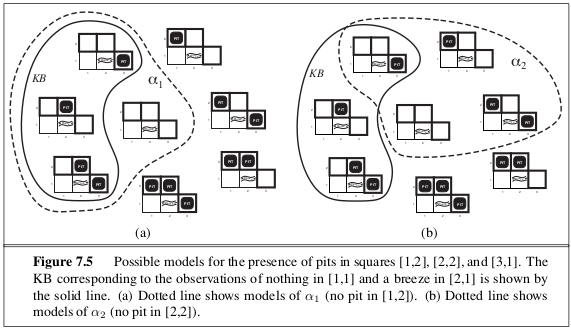 KB
α1
PIT
PIT
PIT
PIT
PIT
PIT
PIT
PIT
PIT
PIT
PIT
PIT
(a)
KB
α2
PIT
PIT
PIT
PIT
PIT
PIT
PIT
PIT
PIT
PIT
PIT
PIT
(b)
Figure 7.5 Possible models for the presence of pits in squares [1,2], [2,2], and [3,1]. The
KB corresponding to the observations of nothing in [1,1] and a breeze in [2,1] is shown by
the solid line. (a) Dotted line shows models of α1 (no pit in [1,2]). (b) Dotted line shows
models of α2 (no pit in [2,2]).